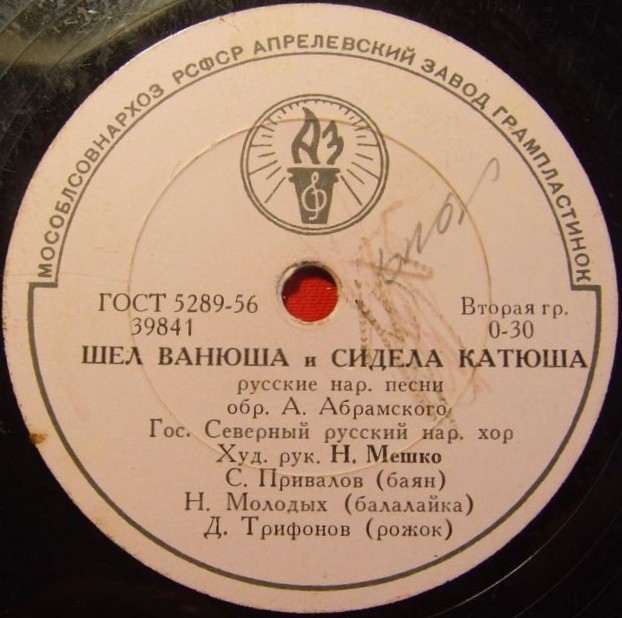 МОСОБЛСОВНАРХОЗ РСФСР АПРЕЛЕВСКИЙ ЗАВОД ГРАМПЛАСТИНОК
АЗ
ГОСТ 5289-56
39841
Вторая гр.
0-30
ШЕЛ ВАНЮША и СИДЕЛА КАТЮША
русские нар. песни
обр. А. Абрамского
Гос. Северный русский нар. хор
Худ. рук. Н. Мешко
С. Привалов (баян)
Н. Молодых (балалайка)
Д. Трифонов (рожок)